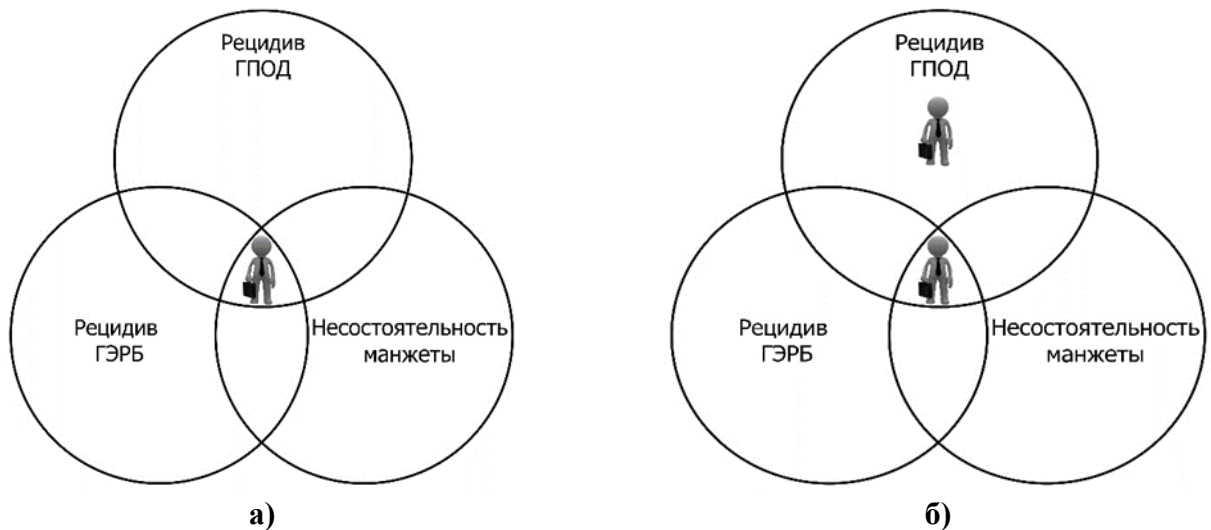 Рецидив
ГПОД
Рецидив
ГЭРБ
Несостоятельность
манжеты
а)
Рецидив
ГПОД
Рецидив
ГЭРБ
Несостоятельность
манжеты
б)